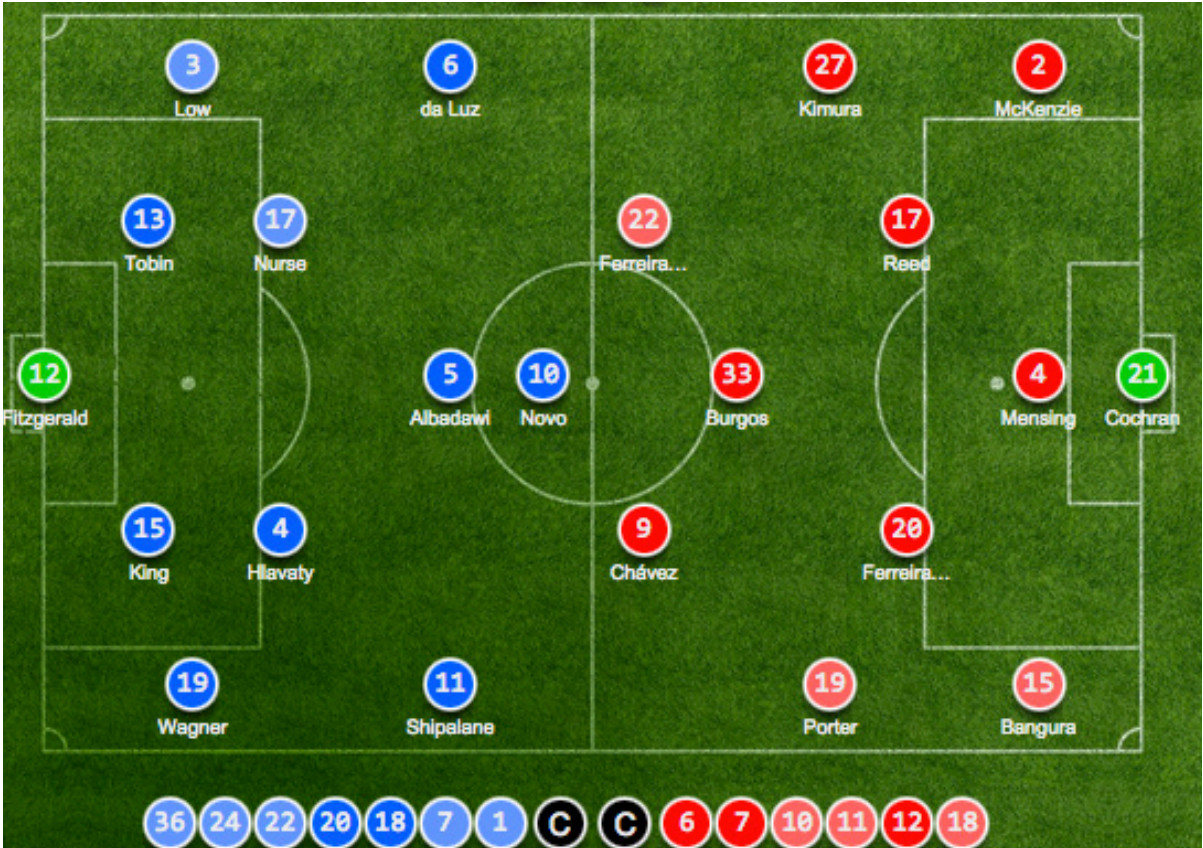 3 6 27 2
Low da Luz Kimura McKenzie
13 17 22 17
Tobin Nurse Ferreira... Reed
12 5 10 33 4 21
Fitzgerald Albadawi Novo Burgos Mensing Cochran
15 4 9 20
King Hlavaty Chávez Ferreira...
19 11 19 15
Wagner Shipalane Porter Bangura
36 24 22 20 18 7 1 C C 6 7 10 11 12 18